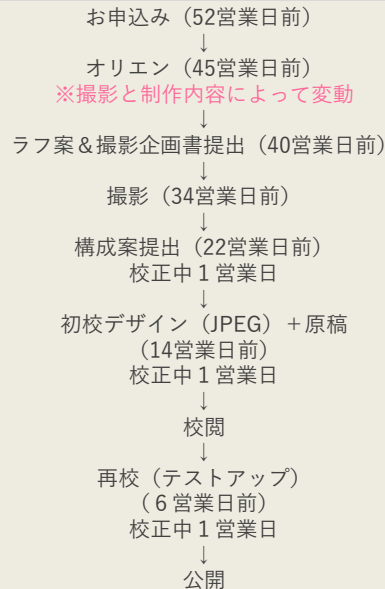 お申込み（52営業日前）
↓
オリエン（45営業日前）
※撮影と制作内容によって変動
↓
ラフ案＆撮影企画書提出（40営業日前）
↓
撮影（34営業日前）
↓
構成案提出（22営業日前）
校正中１営業日
↓
初校デザイン（JPEG）＋原稿
（14営業日前）
校正中１営業日
↓
校閲
↓
再校（テストアップ）
（６営業日前）
校正中１営業日
↓
公開